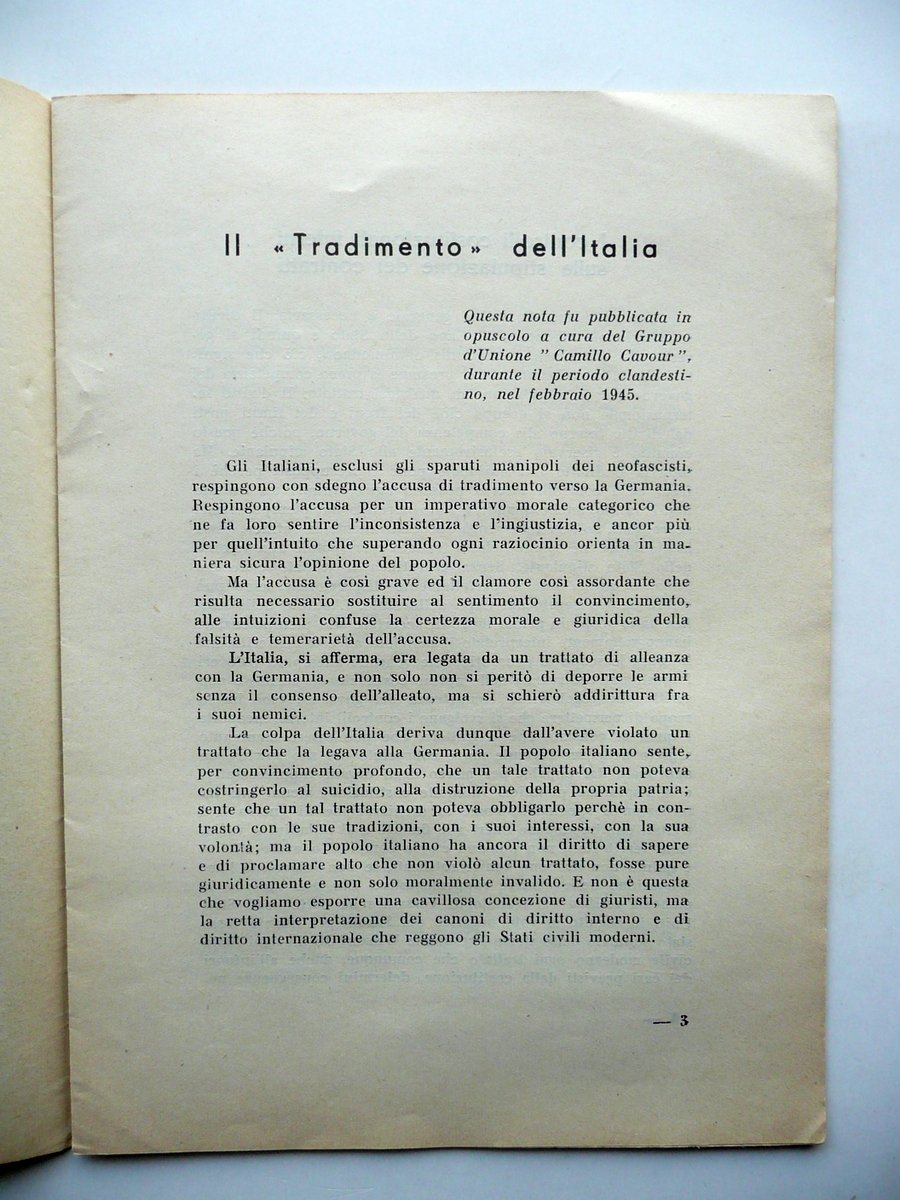 Il « Tradimento » dell'Italia
Questa nota fu pubblicata in
opuscolo a cura del Gruppo
d'Unione " Camillo Cavour ",
durante il periodo clandesti-
no, nel febbraio 1945.
Gli Italiani, esclusi gli sparuti manipoli dei neofascisti,
respingono con sdegno l'accusa di tradimento verso la Germania.
Respingono l'accusa per un imperativo morale categorico che
ne fa loro sentire l'inconsistenza e l'ingiustizia, e ancor più
per quell'intuito che superando ogni raziocinio orienta in ma-
niera sicura l'opinione del popolo.
Ma l'accusa è così grave ed il clamore così assordante che
risulta necessario sostituire al sentimento il convincimento,
alle intuizioni confuse la certezza morale e giuridica della
falsità e temerarietà dell'accusa.
L'Italia, si afferma, era legata da un trattato di alleanza
con la Germania, e non solo non si peritò di deporre le armi
senza il consenso dell'alleato, ma si schierò addirittura fra
i suoi nemici.
La colpa dell'Italia deriva dunque dall'avere violato un
trattato che la legava alla Germania. Il popolo italiano sente,
per convincimento profondo, che un tale trattato non poteva
costringerlo al suicidio, alla distruzione della propria patria;
sente che un tal trattato non poteva obbligarlo perchè in con-
trasto con le sue tradizioni, con i suoi interessi, con la sua
volontà; ma il popolo italiano ha ancora il diritto di sapere
e di proclamare alto che non violò alcun trattato, fosse pure
giuridicamente e non solo moralmente invalido. E non è questa
che vogliamo esporre una cavillosa concezione di giuristi, ma
la retta interpretazione dei canoni di diritto interno e di
diritto internazionale che reggono gli Stati civili moderni.
— 3